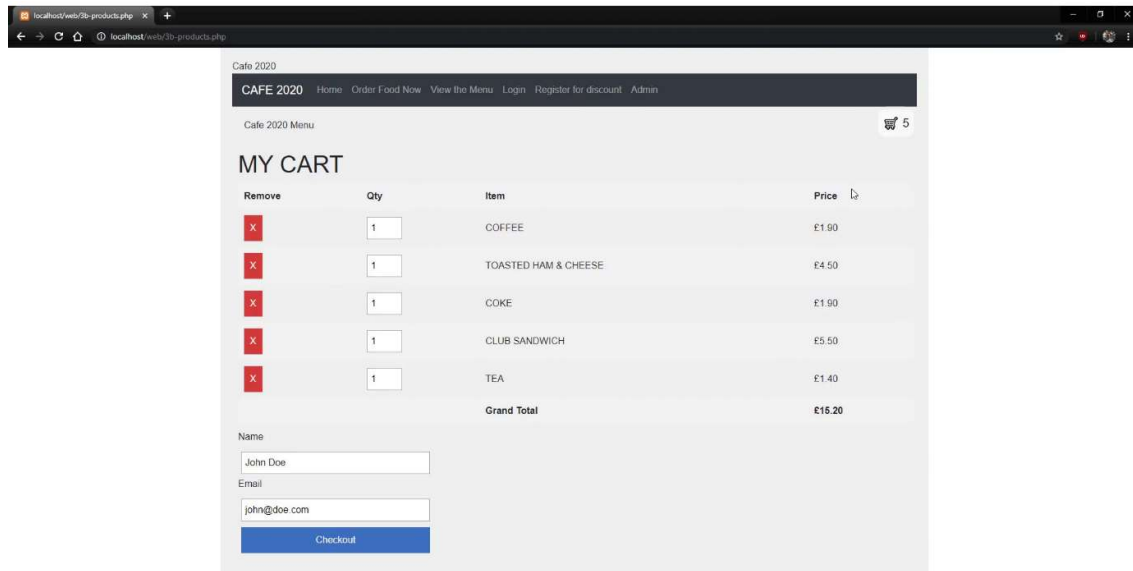 localhost/web/3b-products.php X +
localhost/web/3b-products.php
Cafe 2020
CAFE 2020 Home Order Food Now View the Menu Login Register for discount Admin
Cafe 2020 Menu 5
MY CART
Remove Qty Item Price
X 1 COFFEE £1.90
X 1 TOASTED HAM & CHEESE £4.50
X 1 COKE £1.90
X 1 CLUB SANDWICH £5.50
X 1 TEA £1.40
Grand Total £15.20
Name
John Doe
Email
john@doe.com
Checkout